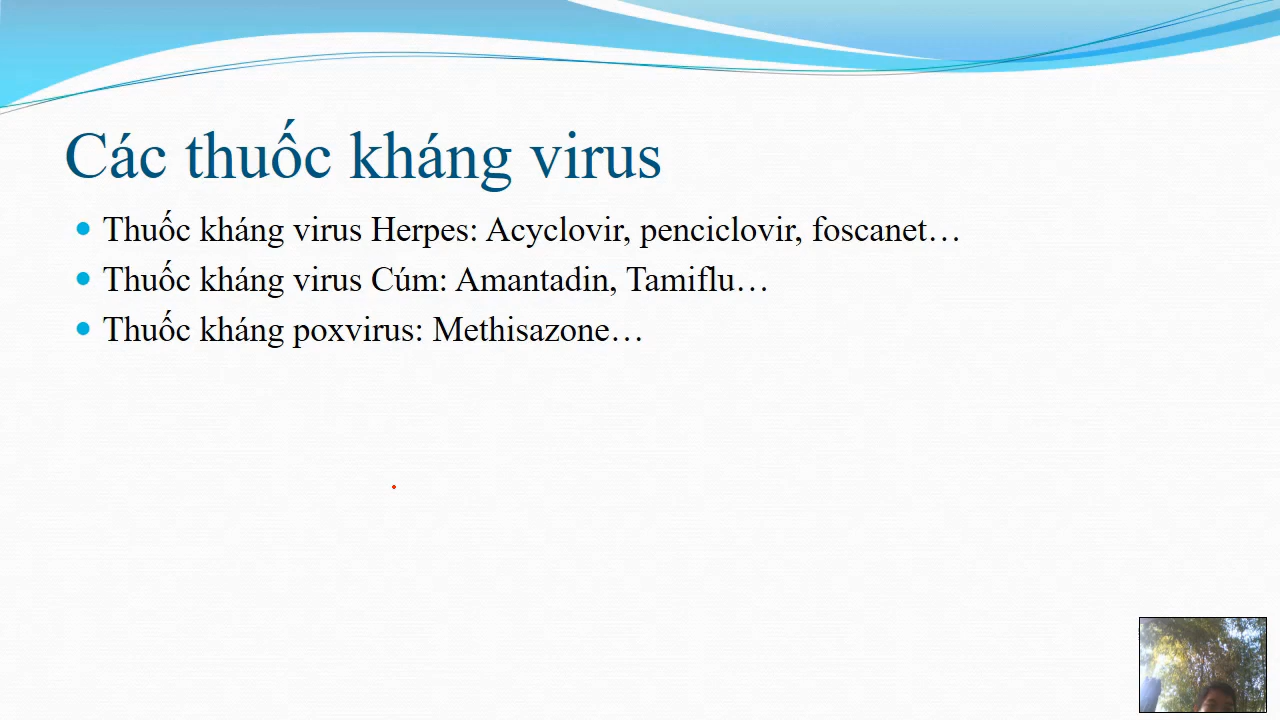 Các thuốc kháng virus
Thuốc kháng virus Herpes: Acyclovir, penciclovir, foscanet…
Thuốc kháng virus Cúm: Amantadin, Tamiflu…
Thuốc kháng poxvirus: Methisazone…